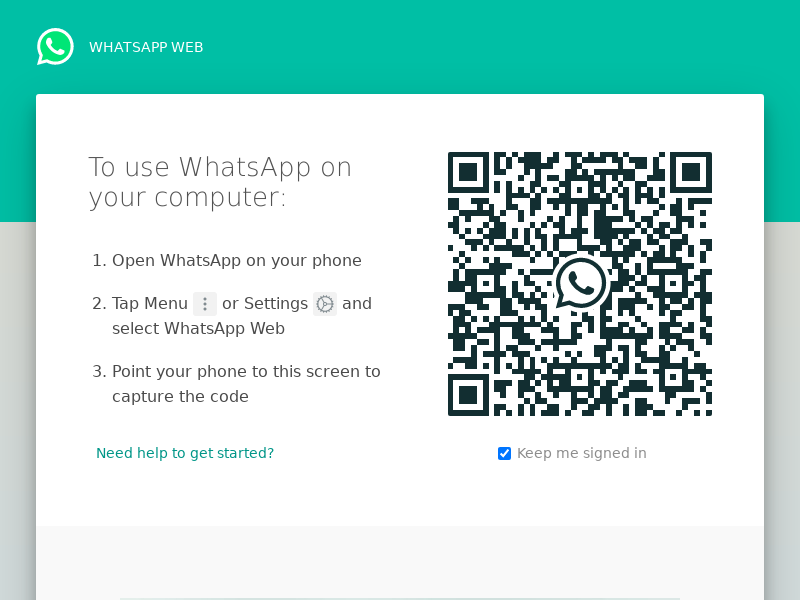 WHATSAPP WEB
To use WhatsApp on
your computer:
1. Open WhatsApp on your phone
2. Tap Menu or Settings and
select WhatsApp Web
3. Point your phone to this screen to
capture the code
Need help to get started?
Keep me signed in